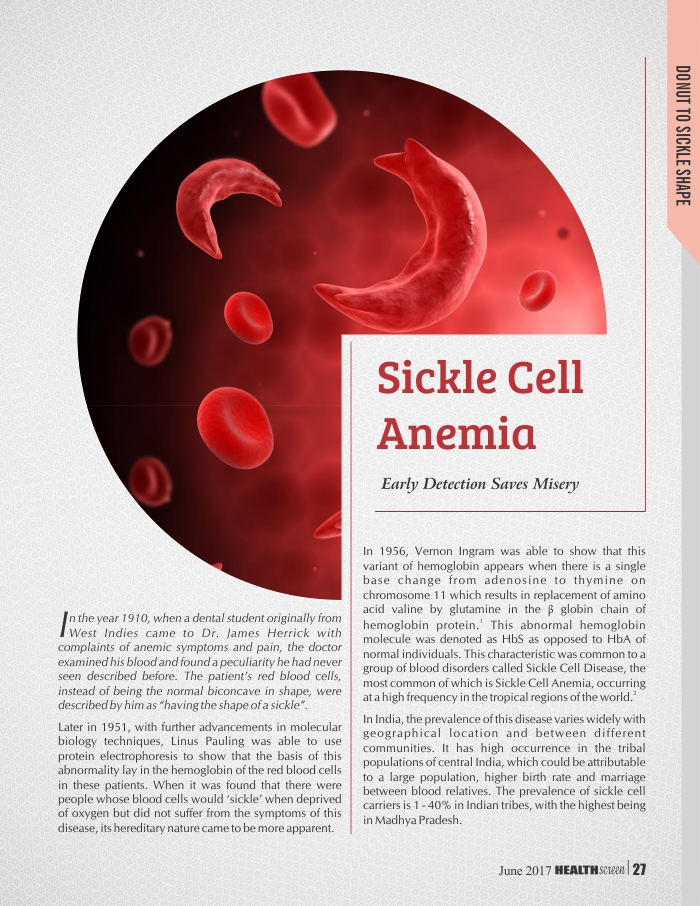 DONUT TO SICKLE SHAPE
Sickle Cell
Anemia
Early Detection Saves Misery
In the year 1910, when a dental student originally from
West Indies came to Dr. James Herrick with
complaints of anemic symptoms and pain, the doctor
examined his blood and found a peculiarity he had never
seen described before. The patient's red blood cells,
instead of being the normal biconcave in shape, were
described by him as "having the shape of a sickle".
Later in 1951, with further advancements in molecular
biology techniques, Linus Pauling was able to use
protein electrophoresis to show that the basis of this
abnormality lay in the hemoglobin of the red blood cells
in these patients. When it was found that there were
people whose blood cells would 'sickle' when deprived
of oxygen but did not suffer from the symptoms of this
disease, its hereditary nature came to be more apparent.
In 1956, Vernon Ingram was able to show that this
variant of hemoglobin appears when there is a single
base change from adenosine to thymine on
chromosome 11 which results in replacement of amino
acid valine by glutamine in the β globin chain of
hemoglobin protein.¹ This abnormal hemoglobin
molecule was denoted as HbS as opposed to HbA of
normal individuals. This characteristic was common to a
group of blood disorders called Sickle Cell Disease, the
most common of which is Sickle Cell Anemia, occurring
at a high frequency in the tropical regions of the world.²
In India, the prevalence of this disease varies widely with
geographical location and between different
communities. It has high occurrence in the tribal
populations of central India, which could be attributable
to a large population, higher birth rate and marriage
between blood relatives. The prevalence of sickle cell
carriers is 1 - 40% in Indian tribes, with the highest being
in Madhya Pradesh.
June 2017 HEALTHscreen | 27